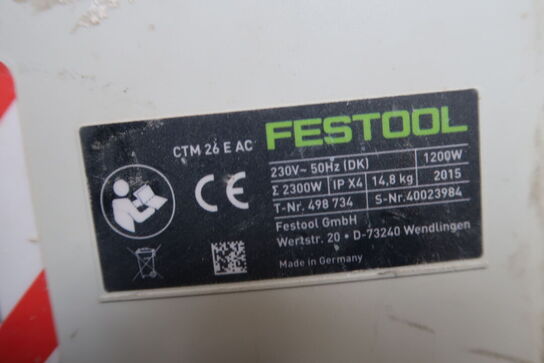 CTM 26 E AC
FESTOOL
230V~ 50Hz (DK) 1200W
Σ 2300W IP X4 14,8 kg 2015
T-Nr. 498 734 S-Nr.40023984
Festool GmbH
Wertstr. 20 • D-73240 Wendlingen
Made in Germany
CE